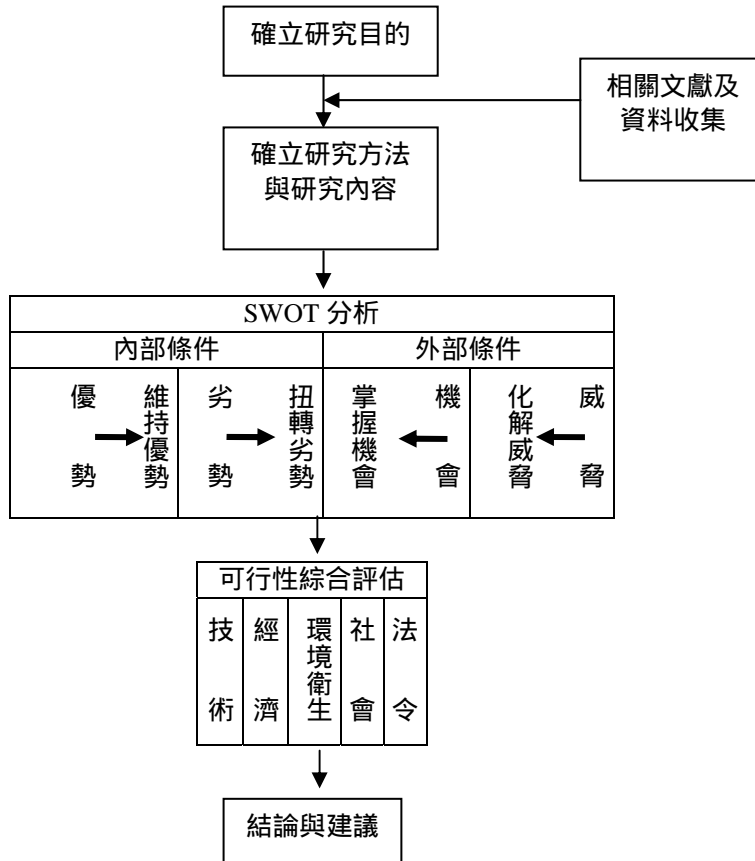 確立研究目的
相關文獻及
資料收集
確立研究方法
與研究內容
SWOT 分析
內部條件
外部條件
優勢
維持優勢
劣勢
扭轉劣勢
掌握機會
機會
化解威脅
威脅
可行性綜合評估
技術
經濟
環境衛生
社會
法令
結論與建議